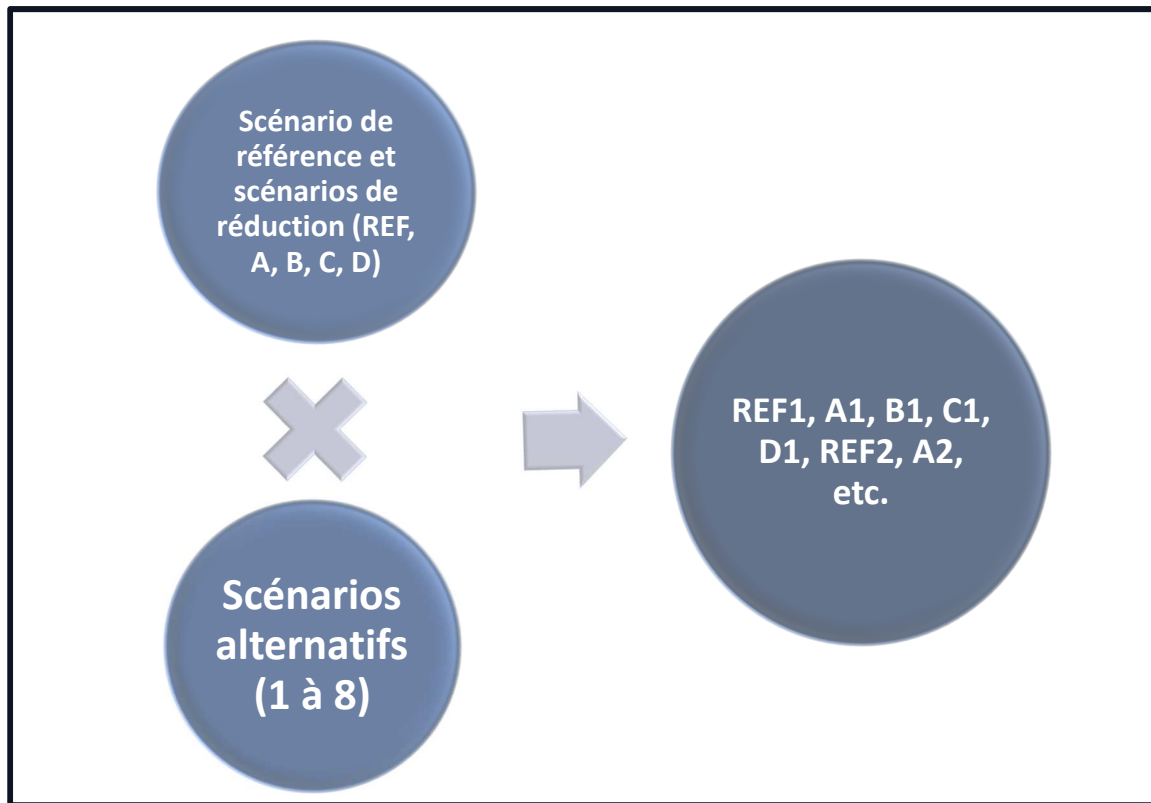 Scénario de
référence et
scénarios de
réduction (REF,
A, B, C, D)
Scénarios
alternatifs
(1 à 8)
REF1, A1, B1, C1,
D1, REF2, A2,
etc.